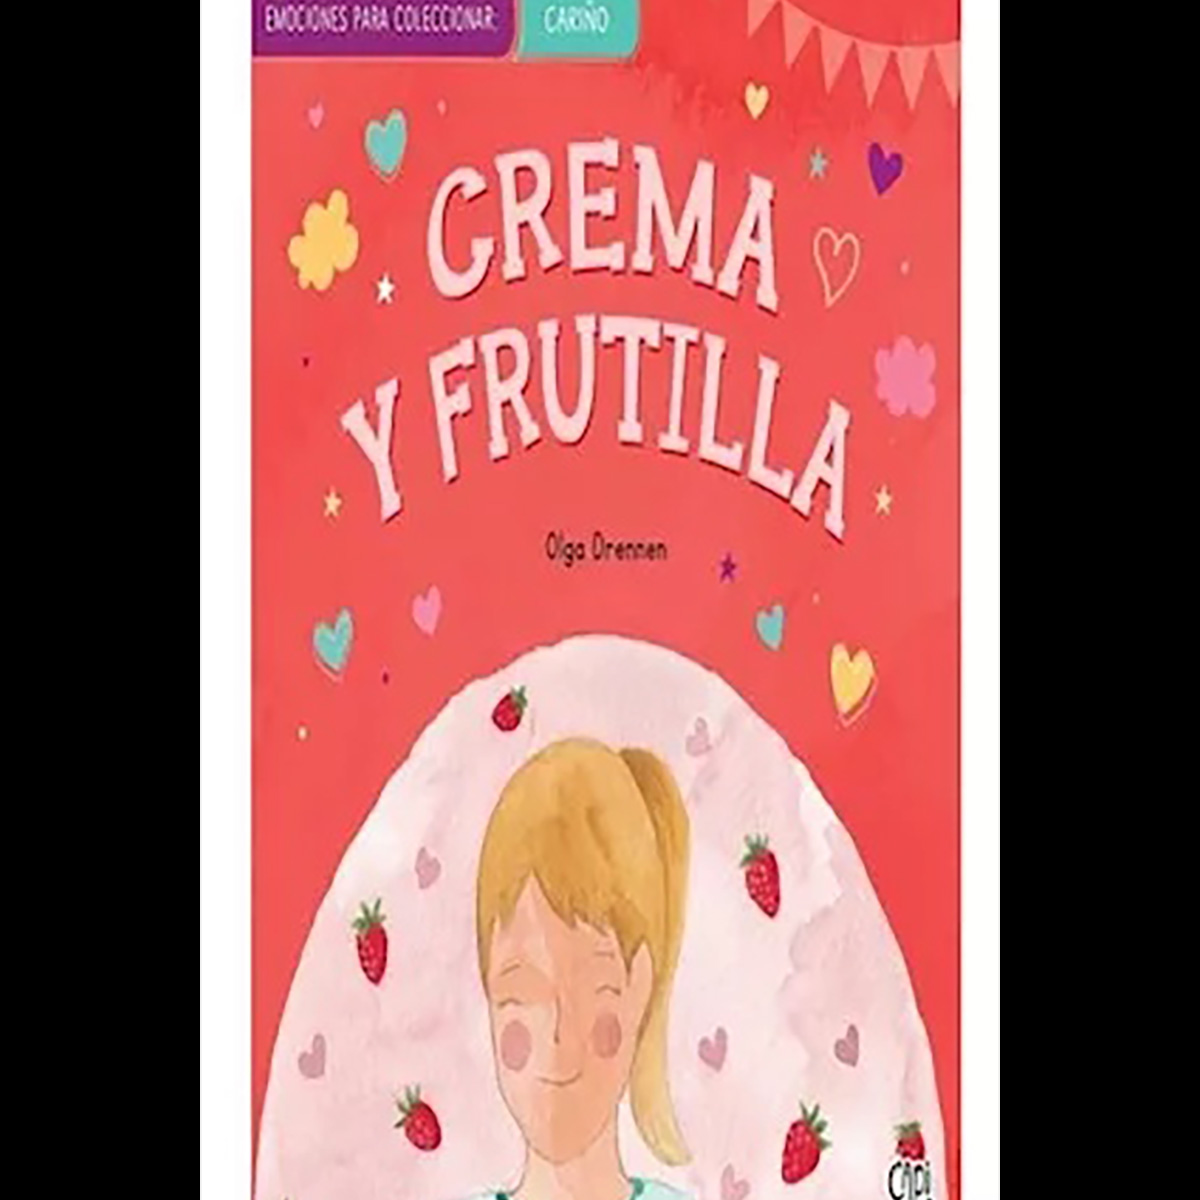 EMOCIONES PARA COLECCIONAR:
CARIÑO
CREMA
Y FRUTILLA
Olga Drennen